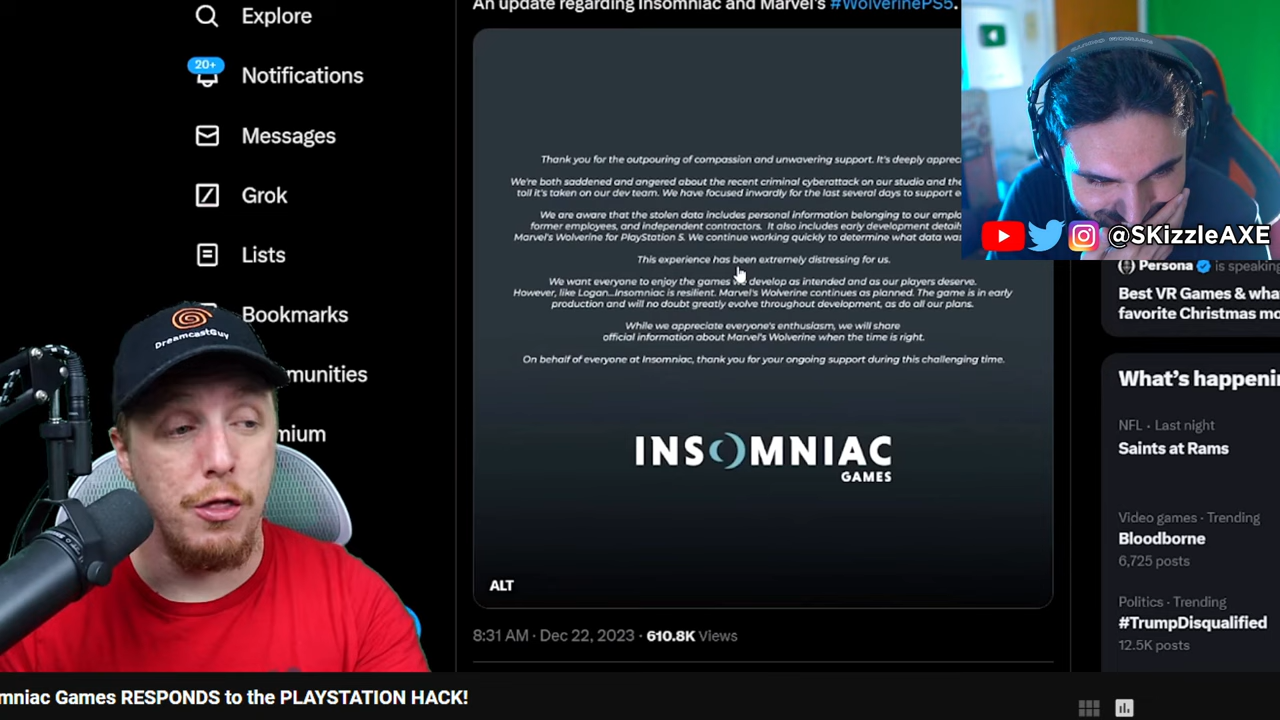 An update regarding Insomniac and Marvel's #WolverinePS5.
Explore
20+
Notifications
Messages
Grok
Lists
Bookmarks
munities
mium
DreamcastGuy
Thank you for the outpouring of compassion and unwavering support. It's deeply apprec
We're both saddened and angered about the recent criminal cyberattack on our studio and the
toll it's taken on our dev team. We have focused inwardly for the last several days to support e
We are aware that the stolen data includes personal information belonging to our emplo
former employees, and independent contractors. It also includes early development details
Marvel's Wolverine for PlayStation 5. We continue working quickly to determine what data was
This experience has been extremely distressing for us.
We want everyone to enjoy the games we develop as intended and as our players deserve.
However, like Logan...Insomniac is resilient. Marvel's Wolverine continues as planned. The game is in early
production and will no doubt greatly evolve throughout development, as do all our plans.
While we appreciate everyone's enthusiasm, we will share
official information about Marvel's Wolverine when the time is right.
On behalf of everyone at Insomniac, thank you for your ongoing support during this challenging time.
INSOMNIAC
GAMES
ALT
8:31 AM · Dec 22, 2023 · 610.8K Views
@SKizzleAXE
Persona is speaking
Best VR Games & wha
favorite Christmas mo
What's happeni
NFL · Last night
Saints at Rams
Video games · Trending
Bloodborne
6,725 posts
Politics · Trending
#TrumpDisqualified
12.5K posts
mniac Games RESPONDS to the PLAYSTATION HACK!